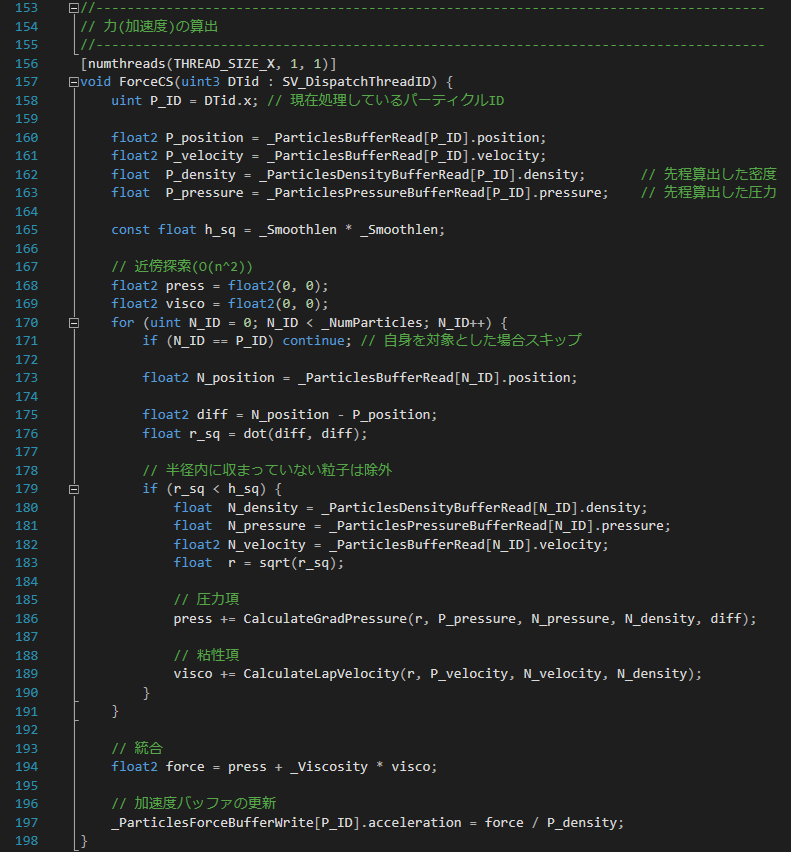 153 //--------------------------------------------------------------------------------------
154 // 力(加速度)の算出
155 //--------------------------------------------------------------------------------------
156 [numthreads(THREAD_SIZE_X, 1, 1)]
157 void ForceCS(uint3 DTid : SV_DispatchThreadID) {
158     uint P_ID = DTid.x; // 現在処理しているパーティクルID
159
160     float2 P_position = _ParticlesBufferRead[P_ID].position;
161     float2 P_velocity = _ParticlesBufferRead[P_ID].velocity;
162     float  P_density = _ParticlesDensityBufferRead[P_ID].density;       // 先程算出した密度
163     float  P_pressure = _ParticlesPressureBufferRead[P_ID].pressure;    // 先程算出した圧力
164
165     const float h_sq = _Smoothlen * _Smoothlen;
166
167     // 近傍探索(O(n^2))
168     float2 press = float2(0, 0);
169     float2 visco = float2(0, 0);
170     for (uint N_ID = 0; N_ID < _NumParticles; N_ID++) {
171         if (N_ID == P_ID) continue; // 自身を対象とした場合スキップ
172
173         float2 N_position = _ParticlesBufferRead[N_ID].position;
174
175         float2 diff = N_position - P_position;
176         float r_sq = dot(diff, diff);
177
178         // 半径内に収まっていない粒子は除外
179         if (r_sq < h_sq) {
180             float  N_density = _ParticlesDensityBufferRead[N_ID].density;
181             float  N_pressure = _ParticlesPressureBufferRead[N_ID].pressure;
182             float2 N_velocity = _ParticlesBufferRead[N_ID].velocity;
183             float  r = sqrt(r_sq);
184
185             // 圧力項
186             press += CalculateGradPressure(r, P_pressure, N_pressure, N_density, diff);
187
188             // 粘性項
189             visco += CalculateLapVelocity(r, P_velocity, N_velocity, N_density);
190         }
191     }
192
193     // 統合
194     float2 force = press + _Viscosity * visco;
195
196     // 加速度バッファの更新
197     _ParticlesForceBufferWrite[P_ID].acceleration = force / P_density;
198 }